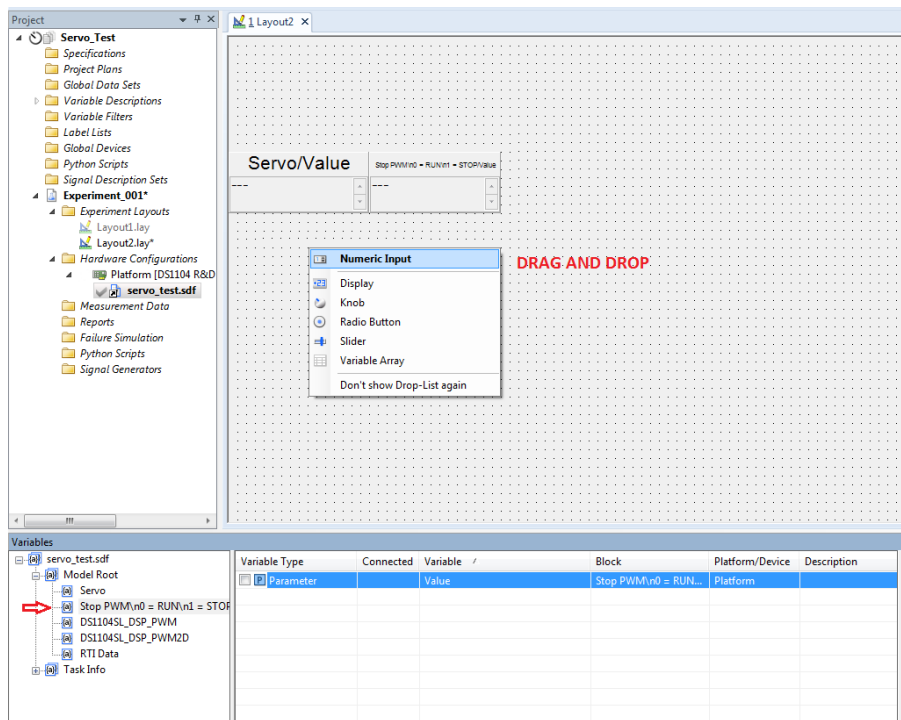 Project
Servo_Test
Specifications
Project Plans
Global Data Sets
Variable Descriptions
Variable Filters
Label Lists
Global Devices
Python Scripts
Signal Description Sets
Experiment_001*
Experiment Layouts
Layout1.lay
Layout2.lay*
Hardware Configurations
Platform [DS1104 R&D
servo_test.sdf
Measurement Data
Reports
Failure Simulation
Python Scripts
Signal Generators
1 Layout2
Servo/Value
Stop PWM\n0 = RUN\n1 = STOP/Value
---
---
Numeric Input
Display
Knob
Radio Button
Slider
Variable Array
Don't show Drop-List again
DRAG AND DROP
Variables
servo_test.sdf
Model Root
Servo
Stop PWM\n0 = RUN\n1 = STOP
DS1104SL_DSP_PWM
DS1104SL_DSP_PWM2D
RTI Data
Task Info
Variable Type Connected Variable Block Platform/Device Description
P Parameter Value Stop PWM\n0 = RUN... Platform